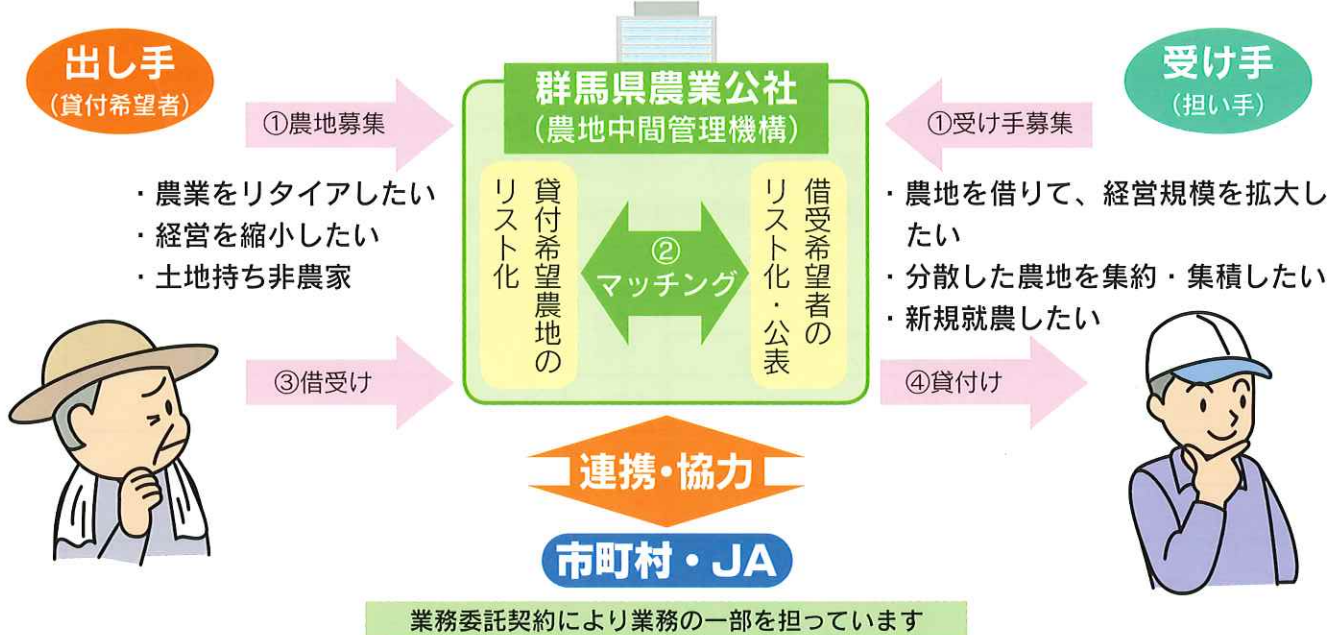 出し手
(貸付希望者)
①農地募集
・農業をリタイアしたい
・経営を縮小したい
・土地持ち非農家
③借受け
群馬県農業公社
(農地中間管理機構)
貸付希望農地の
リスト化
②
マッチング
借受希望者の
リスト化・公表
受け手
(担い手)
①受け手募集
・農地を借りて、経営規模を拡大し
たい
・分散した農地を集約・集積したい
・新規就農したい
④貸付け
連携・協力
市町村・JA
業務委託契約により業務の一部を担っています